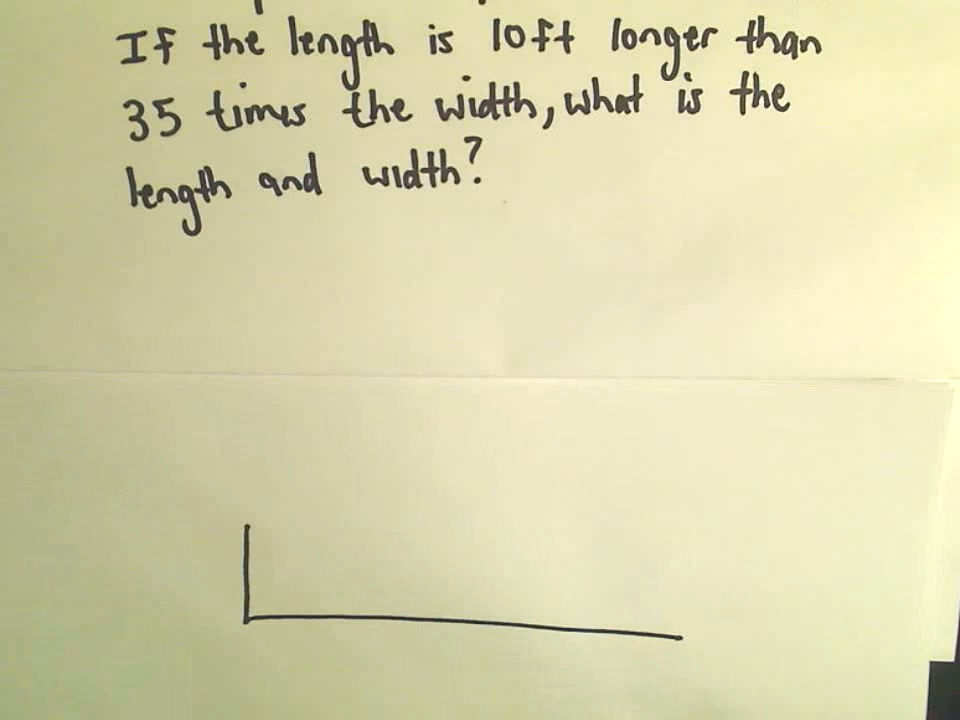 If the length is 10ft longer than
35 times the width, what is the
length and width?